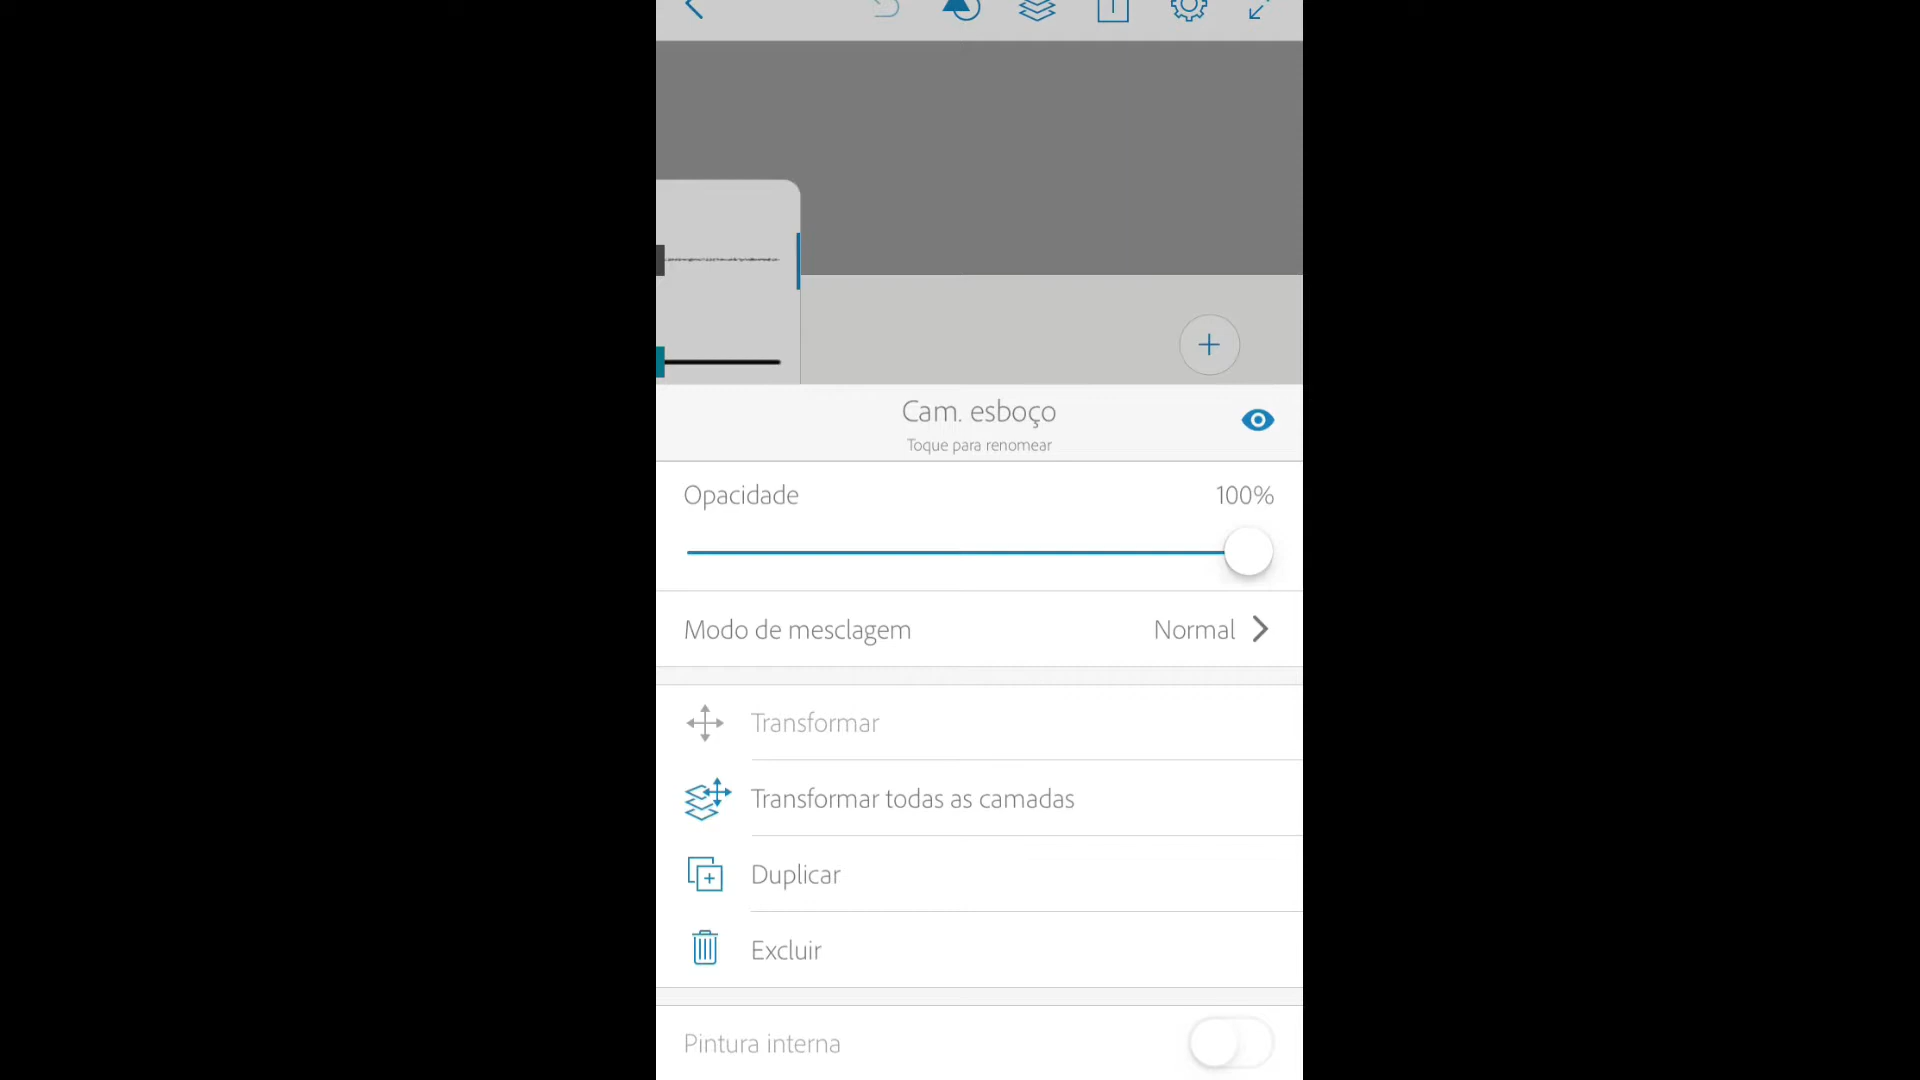 Cam. esboço
Toque para renomear
Opacidade 100%
Modo de mesclagem Normal
Transformar
Transformar todas as camadas
Duplicar
Excluir
Pintura interna